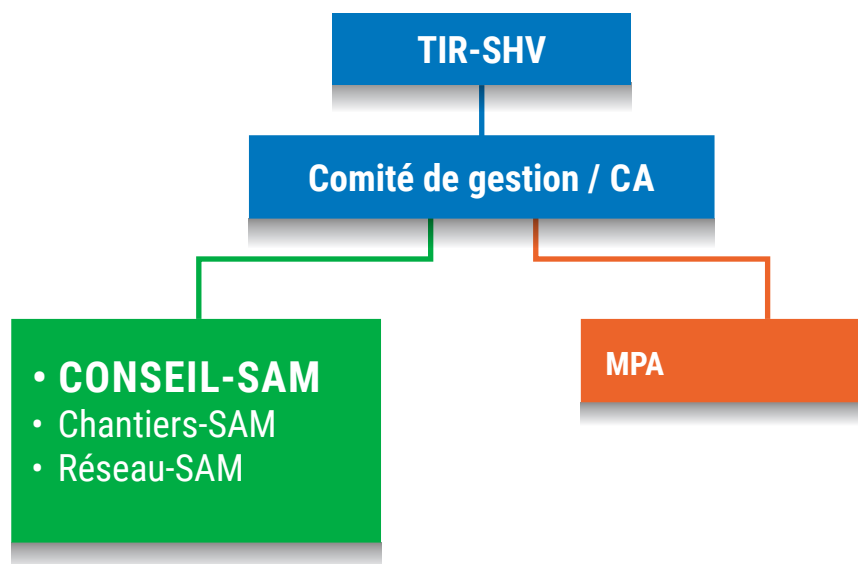 TIR-SHV
Comité de gestion / CA
• CONSEIL-SAM
• Chantiers-SAM
• Réseau-SAM
MPA